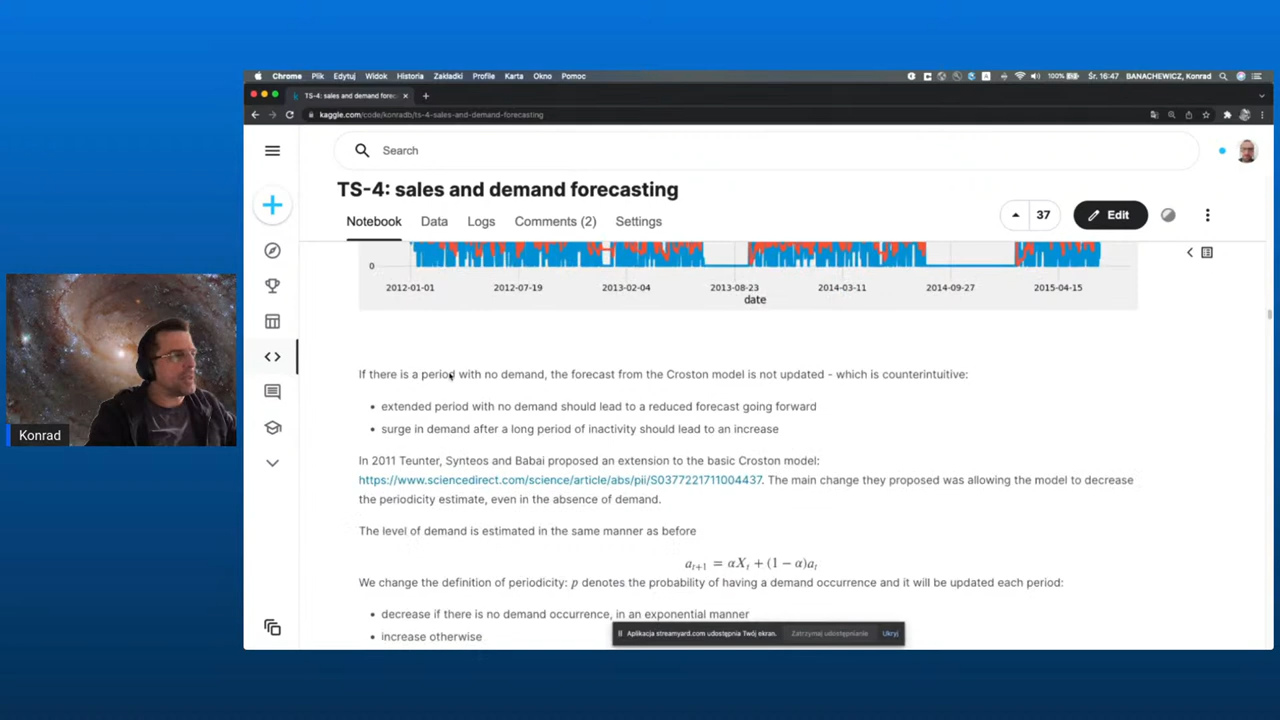 Chrome Plik Edytuj Widok Historia Zakładki Profile Karta Okno Pomoc 100% Śr. 16:47 BANACHEWICZ, Konrad
TS-4: sales and demand forec
kaggle.com/code/konradb/ts-4-sales-and-demand-forecasting
Search
TS-4: sales and demand forecasting
Notebook Data Logs Comments (2) Settings
37 Edit
0
2012-01-01 2012-07-19 2013-02-04 2013-08-23 2014-03-11 2014-09-27 2015-04-15
date
If there is a period with no demand, the forecast from the Croston model is not updated - which is counterintuitive:
• extended period with no demand should lead to a reduced forecast going forward
• surge in demand after a long period of inactivity should lead to an increase
In 2011 Teunter, Synteos and Babai proposed an extension to the basic Croston model:
https://www.sciencedirect.com/science/article/abs/pii/S0377221711004437. The main change they proposed was allowing the model to decrease
the periodicity estimate, even in the absence of demand.
The level of demand is estimated in the same manner as before
a_{t+1} = αX_t + (1 − α)a_t
We change the definition of periodicity: p denotes the probability of having a demand occurrence and it will be updated each period:
• decrease if there is no demand occurrence, in an exponential manner
• increase otherwise
Aplikacja streamyard.com udostępnia Twój ekran. Zatrzymaj udostępnianie Ukryj
Konrad